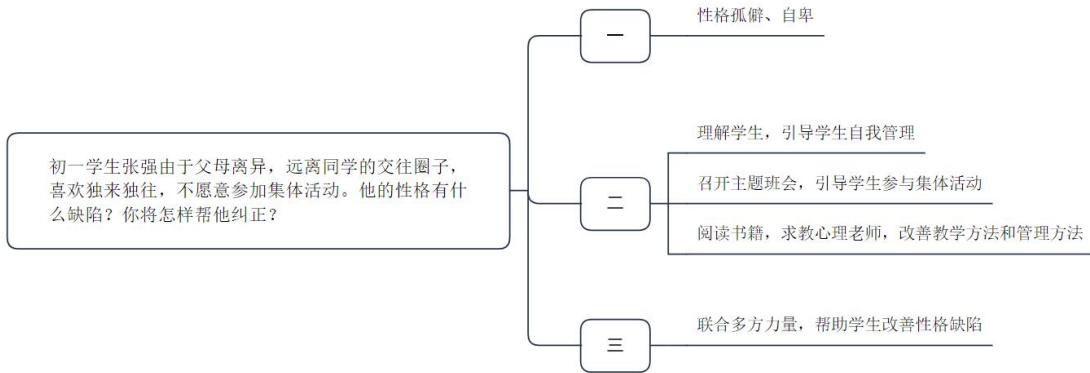 初一学生张强由于父母离异，远离同学的交往圈子，
喜欢独来独往，不愿意参加集体活动。他的性格有什
么缺陷？你将怎样帮他纠正？
一
性格孤僻、自卑
二
理解学生，引导学生自我管理
召开主题班会，引导学生参与集体活动
阅读书籍，求教心理老师，改善教学方法和管理方法
三
联合多方力量，帮助学生改善性格缺陷